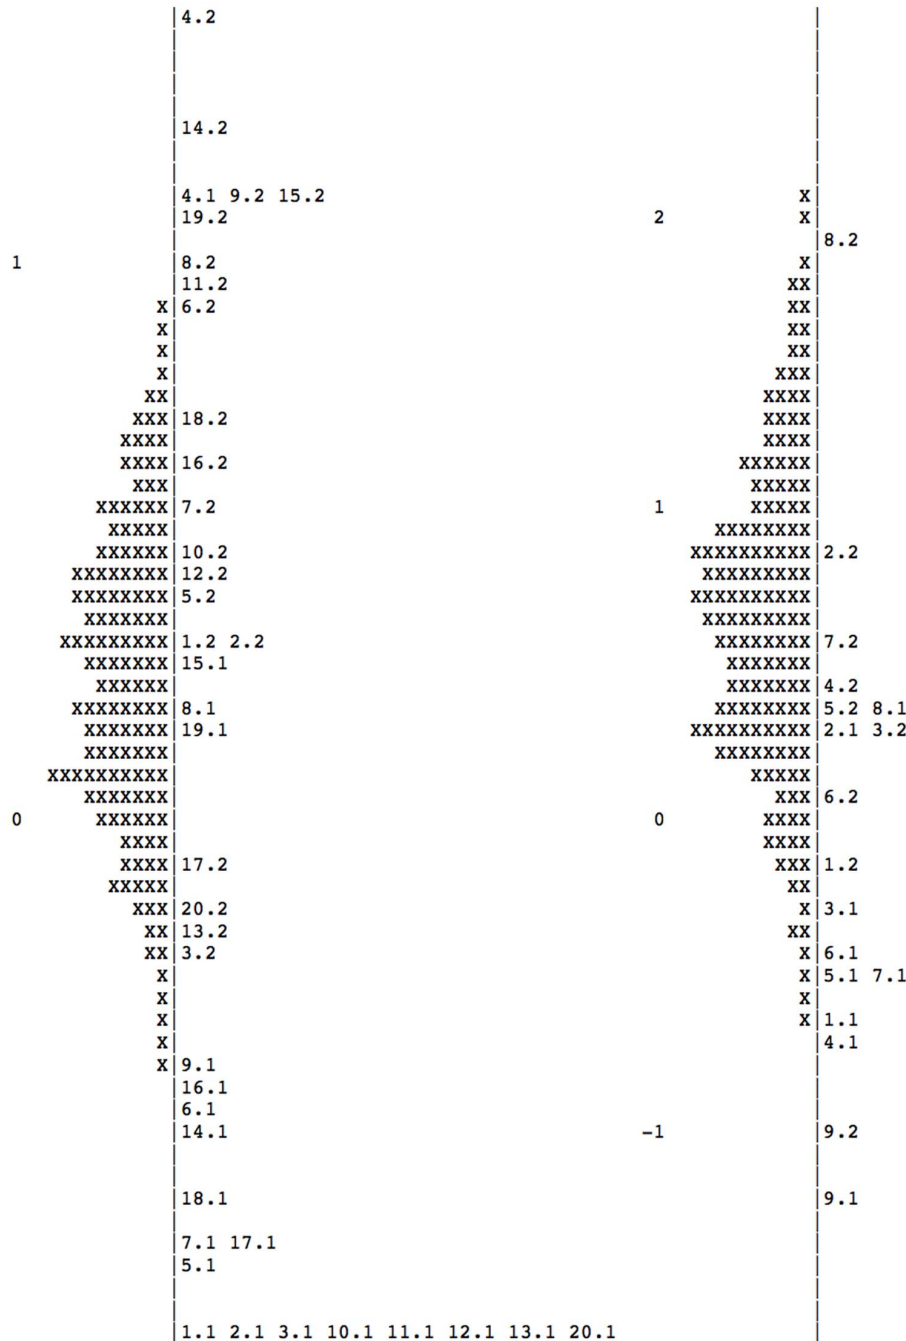 |4.2 |
| |
| |
| |
| |
|14.2 |
| |
| |
|4.1 9.2 15.2 X|
|19.2 2 X|
| |8.2
1 |8.2 X|
|11.2 XX|
X|6.2 XX|
X| XX|
X| XX|
X| XXX|
XX| XXXX|
XXX|18.2 XXXX|
XXXX| XXXX|
XXXX|16.2 XXXXXX|
XXX| XXXXX|
XXXXXX|7.2 1 XXXXX|
XXXXX| XXXXXXXX|
XXXXXX|10.2 XXXXXXXXXX|2.2
XXXXXXXX|12.2 XXXXXXXXX|
XXXXXXXX|5.2 XXXXXXXXXX|
XXXXXXX| XXXXXXXXX|
XXXXXXXXX|1.2 2.2 XXXXXXXX|7.2
XXXXXXX|15.1 XXXXXXX|
XXXXXX| XXXXXXX|4.2
XXXXXXXX|8.1 XXXXXXXX|5.2 8.1
XXXXXXX|19.1 XXXXXXXXXX|2.1 3.2
XXXXXXX| XXXXXXXX|
XXXXXXXXXX| XXXXX|
XXXXXXX| XXX|6.2
0 XXXXXX| 0 XXXX|
XXXX| XXXX|
XXXX|17.2 XXX|1.2
XXXXX| XX|
XXX|20.2 X|3.1
XX|13.2 XX|
XX|3.2 X|6.1
X| X|5.1 7.1
X| X|
X| X|1.1
X| |4.1
X|9.1 |
|16.1 |
|6.1 |
|14.1 -1 |9.2
| |
| |
|18.1 |9.1
| |
|7.1 17.1 |
|5.1 |
| |
| |
|1.1 2.1 3.1 10.1 11.1 12.1 13.1 20.1 |